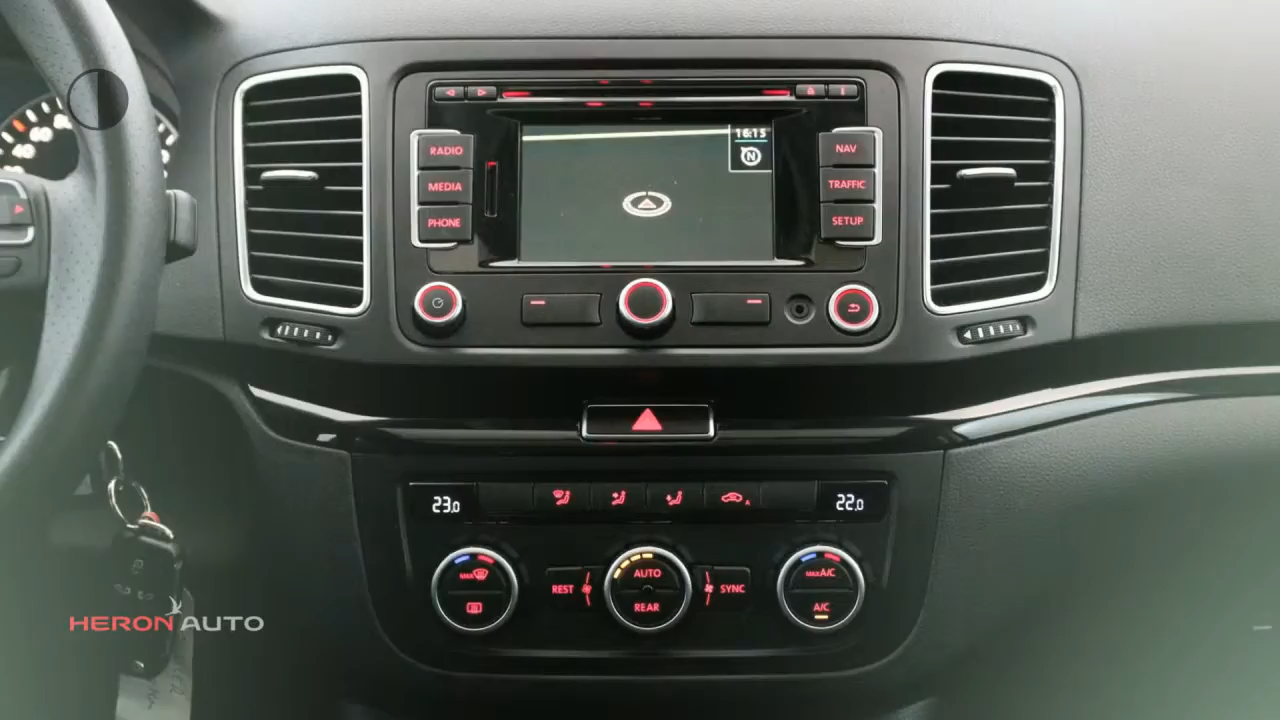 16:15
N
RADIO
NAV
MEDIA
TRAFFIC
PHONE
SETUP
23.0
22.0
MAX
AUTO
MAX A/C
REST
SYNC
REAR
A/C
HERON AUTO